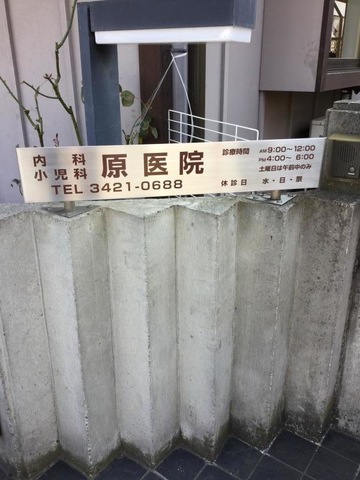 内科
小児科
原医院
TEL 3421-0688
診療時間 AM 9:00～12:00
PM 4:00～ 6:00
土曜日は午前中のみ
休診日 水・日・祭